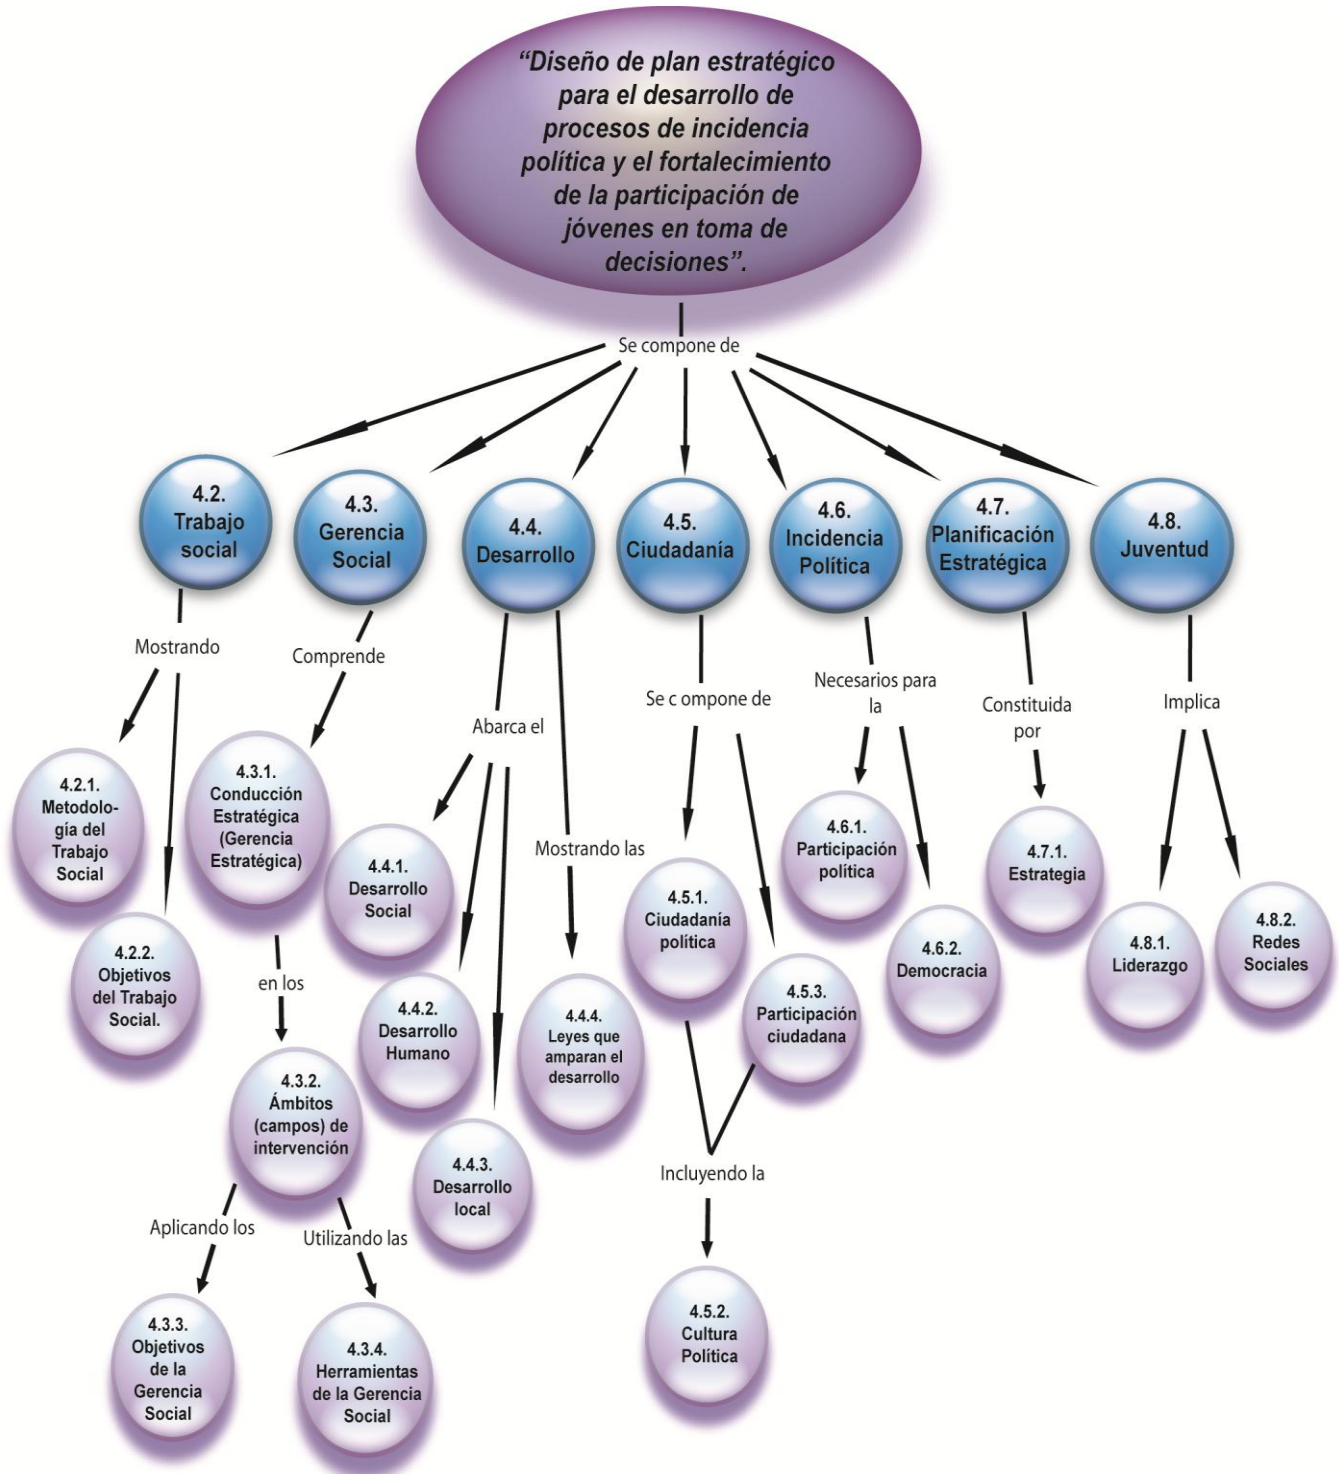 “Diseño de plan estratégico
para el desarrollo de
procesos de incidencia
política y el fortalecimiento
de la participación de
jóvenes en toma de
decisiones”.
Se compone de
4.2.
Trabajo
social
4.3.
Gerencia
Social
4.4.
Desarrollo
4.5.
Ciudadanía
4.6.
Incidencia
Política
4.7.
Planificación
Estratégica
4.8.
Juventud
Mostrando
Comprende
Abarca el
Mostrando las
Se c ompone de
Necesarios para
la
Constituida
por
Implica
4.2.1.
Metodolo-
gía del
Trabajo
Social
4.2.2.
Objetivos
del Trabajo
Social.
4.3.1.
Conducción
Estratégica
(Gerencia
Estratégica)
en los
4.3.2.
Ámbitos
(campos) de
intervención
Aplicando los
Utilizando las
4.3.3.
Objetivos
de la
Gerencia
Social
4.3.4.
Herramientas
de la Gerencia
Social
4.4.1.
Desarrollo
Social
4.4.2.
Desarrollo
Humano
4.4.3.
Desarrollo
local
4.4.4.
Leyes que
amparan el
desarrollo
4.5.1.
Ciudadanía
política
4.5.3.
Participación
ciudadana
Incluyendo la
4.5.2.
Cultura
Política
4.6.1.
Participación
política
4.6.2.
Democracia
4.7.1.
Estrategia
4.8.1.
Liderazgo
4.8.2.
Redes
Sociales